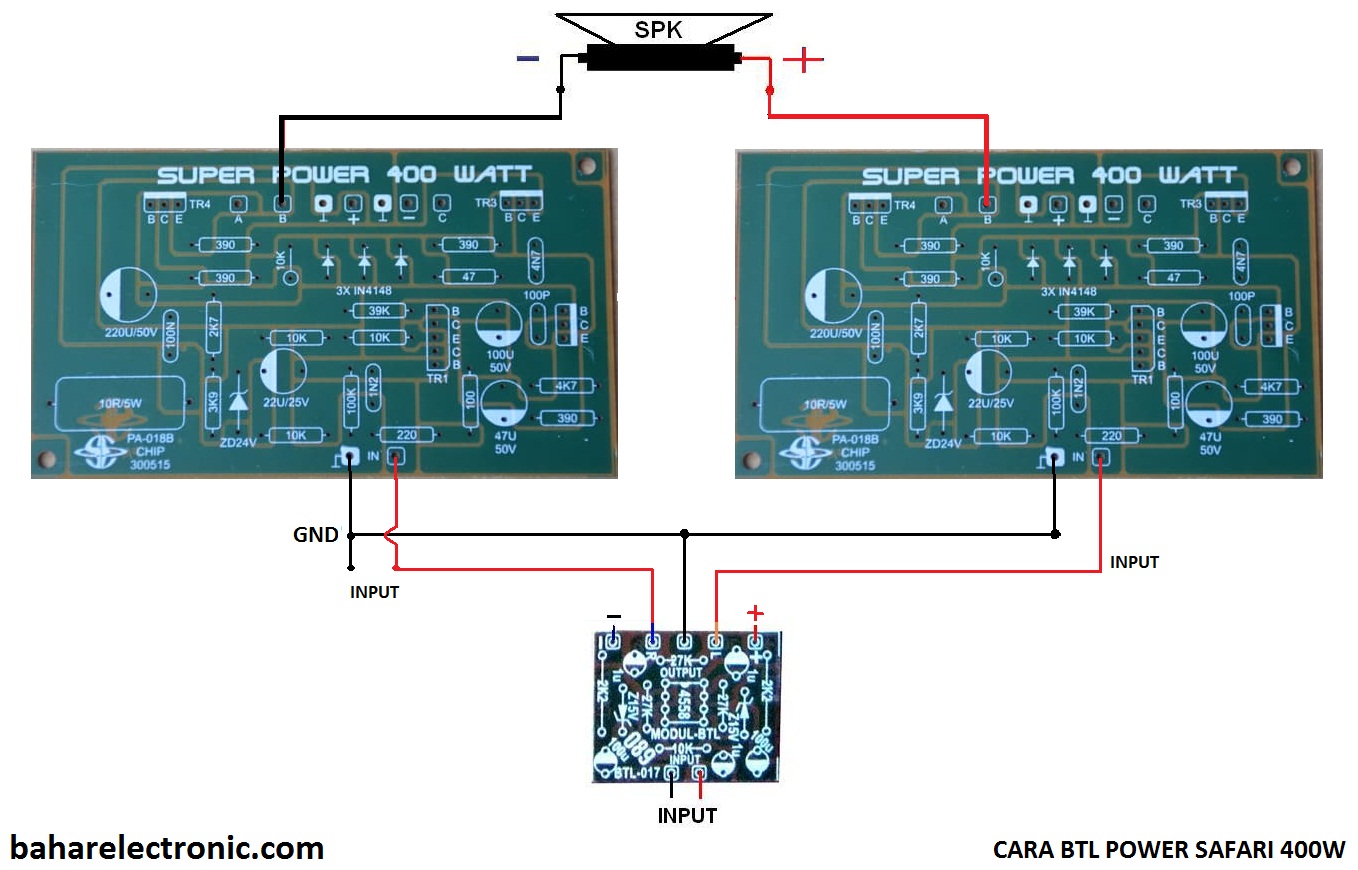 SPK
− +
SUPER POWER 400 WATT
TR4
B C E
A
B
⊥
+
⊥
−
C
TR3
B C E
390
390
10K
390
47
4N7
3X IN4148
220U/50V
100N
2K7
39K
10K
10K
B
C
E
C
B
TR1
100U
50V
100P
B
C
E
10R/5W
3K9
ZD24V
22U/25V
100K
1N2
100
47U
50V
4K7
390
10K
220
PA-018B
CHIP
300515
IN
SUPER POWER 400 WATT
TR4
B C E
A
B
⊥
+
⊥
−
C
TR3
B C E
390
390
10K
390
47
4N7
3X IN4148
220U/50V
100N
2K7
39K
10K
10K
B
C
E
C
B
TR1
100U
50V
100P
B
C
E
10R/5W
3K9
ZD24V
22U/25V
100K
1N2
100
47U
50V
4K7
390
10K
220
PA-018B
CHIP
300515
IN
GND
INPUT
INPUT
− +
R
L
27K
OUTPUT
1u
1u
2K2
2K2
Z15V
27K
4558
27K
Z15V
MODUL-BTL
100u
089
10K
1u
100u
INPUT
BTL-017
INPUT
baharelectronic.com
CARA BTL POWER SAFARI 400W